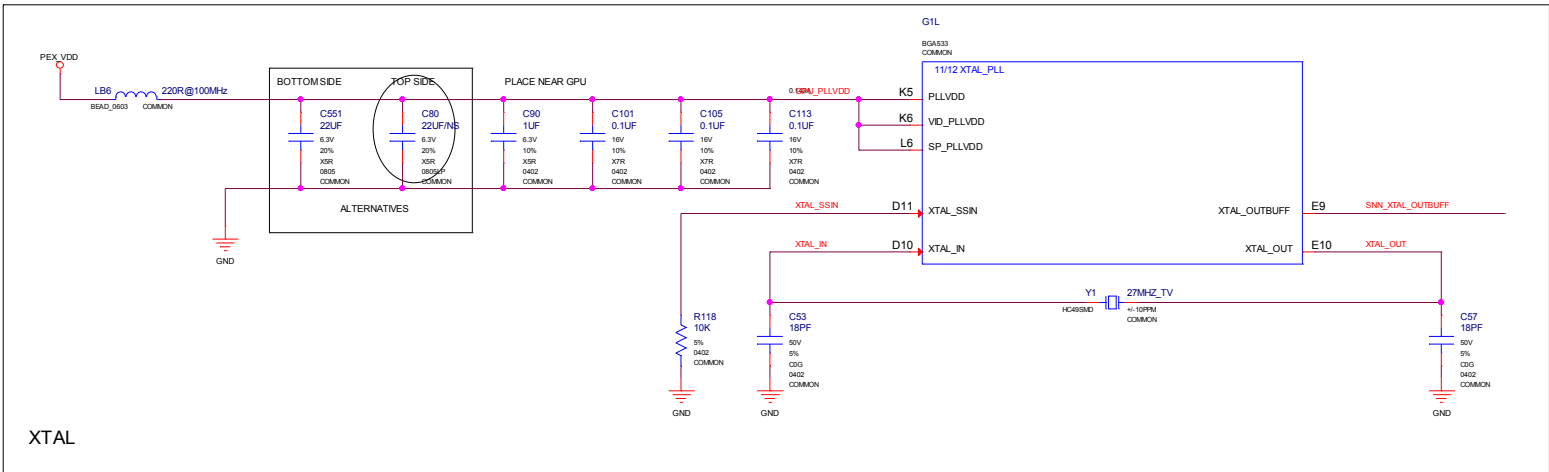 G1L
BGA533
COMMON
PEX_VDD
BOTTOM SIDE
TOP SIDE
PLACE NEAR GPU
11/12 XTAL_PLL
LB6
220R@100MHz
BEAD_0603
COMMON
GPU_PLLVDD
K5
PLLVDD
C551
22UF
6.3V
20%
X5R
0805
COMMON
C80
22UF/NS
6.3V
20%
X5R
0805LP
COMMON
C90
1UF
6.3V
10%
X5R
0402
COMMON
C101
0.1UF
16V
10%
X7R
0402
COMMON
C105
0.1UF
16V
10%
X7R
0402
COMMON
C113
0.1UF
16V
10%
X7R
0402
COMMON
K6
VID_PLLVDD
L6
SP_PLLVDD
ALTERNATIVES
GND
XTAL_SSIN
D11
XTAL_SSIN
XTAL_OUTBUFF
E9
SNN_XTAL_OUTBUFF
XTAL_IN
D10
XTAL_IN
XTAL_OUT
E10
XTAL_OUT
Y1
27MHZ_TV
HC49SMD
+/-10PPM
COMMON
R118
10K
5%
0402
COMMON
GND
C53
18PF
50V
5%
C0G
0402
COMMON
GND
C57
18PF
50V
5%
C0G
0402
COMMON
GND
XTAL